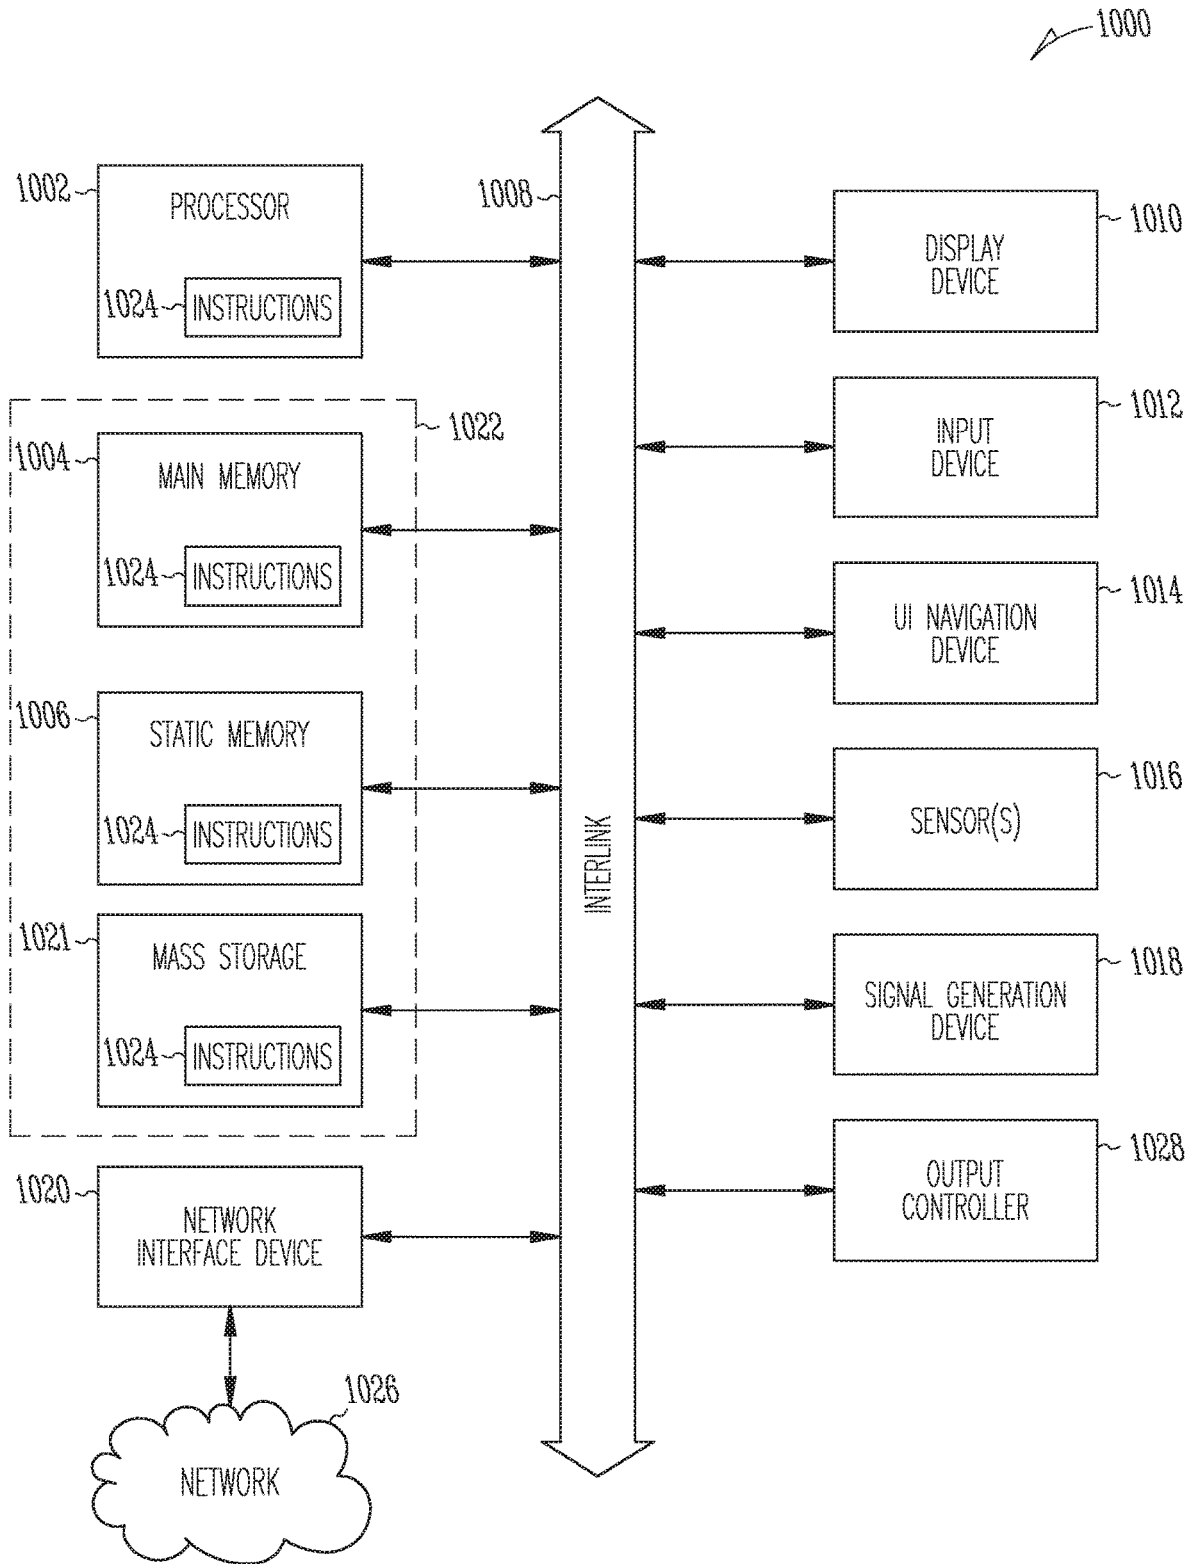 1000
1002
PROCESSOR
1024
INSTRUCTIONS
1022
1004
MAIN MEMORY
1024
INSTRUCTIONS
1006
STATIC MEMORY
1024
INSTRUCTIONS
1021
MASS STORAGE
1024
INSTRUCTIONS
1020
NETWORK
INTERFACE DEVICE
1026
NETWORK
1008
INTERLINK
1010
DISPLAY
DEVICE
1012
INPUT
DEVICE
1014
UI NAVIGATION
DEVICE
1016
SENSOR(S)
1018
SIGNAL GENERATION
DEVICE
1028
OUTPUT
CONTROLLER